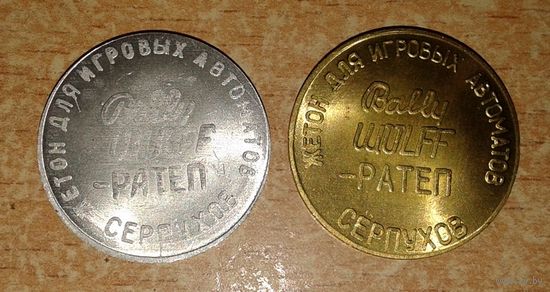 ЖЕТОН ДЛЯ ИГРОВЫХ АВТОМАТОВ
Bally
WULFF
-РАТЕП
СЕРПУХОВ
ЖЕТОН ДЛЯ ИГРОВЫХ АВТОМАТОВ
Bally
WULFF
-РАТЕП
СЕРПУХОВ